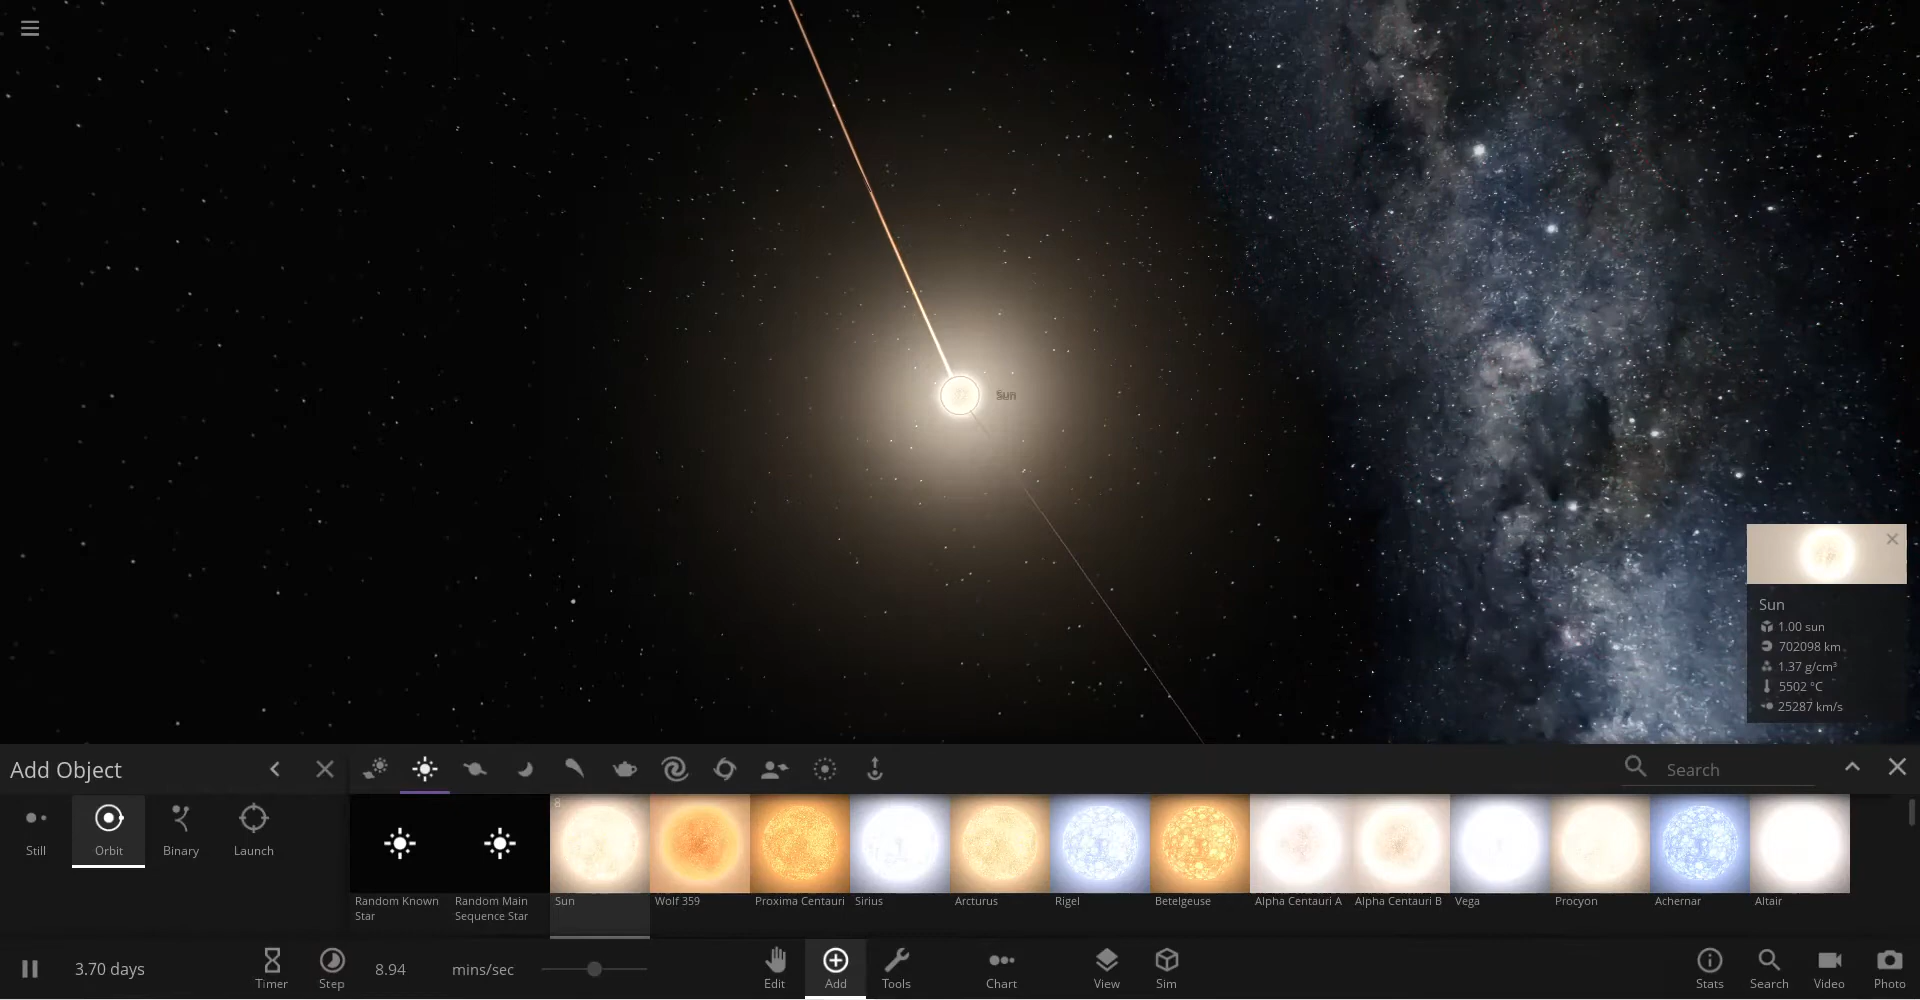 Sun
Sun
1.00 sun
702098 km
1.37 g/cm³
5502 °C
25287 km/s
Add Object
Search
Still
Orbit
Binary
Launch
8
Random Known
Star
Random Main
Sequence Star
Sun
Wolf 359
Proxima Centauri
Sirius
Arcturus
Rigel
Betelgeuse
Alpha Centauri A
Alpha Centauri B
Vega
Procyon
Achernar
Altair
3.70 days
Timer
Step
8.94 mins/sec
Edit
Add
Tools
Chart
View
Sim
Stats
Search
Video
Photo